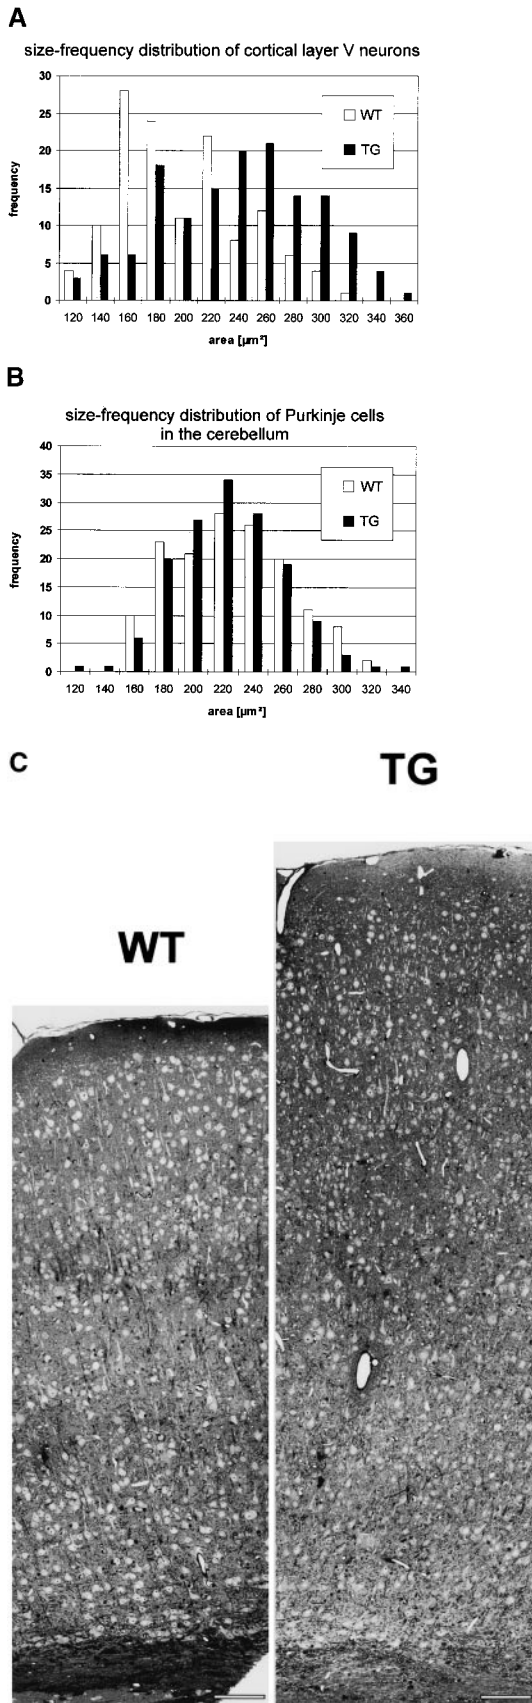 A
size-frequency distribution of cortical layer V neurons
30
25
20
15
10
5
0
frequency
WT
TG
120 140 160 180 200 220 240 260 280 300 320 340 360
area [µm²]
B
size-frequency distribution of Purkinje cells
in the cerebellum
40
35
30
25
20
15
10
5
0
frequency
WT
TG
120 140 160 180 200 220 240 260 280 300 320 340
area [µm²]
C
TG
WT